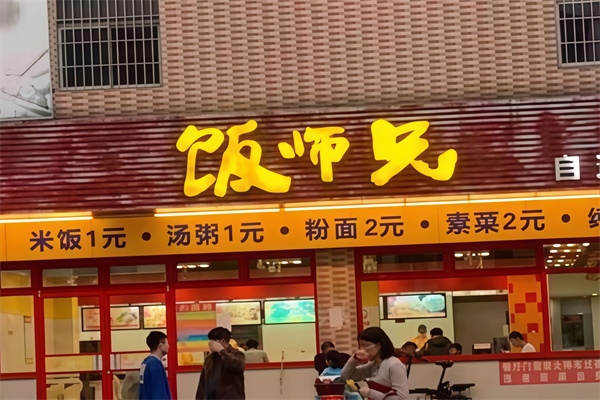 饭师兄
自
米饭1元 • 汤粥1元 • 粉面2元 • 素菜2元 •